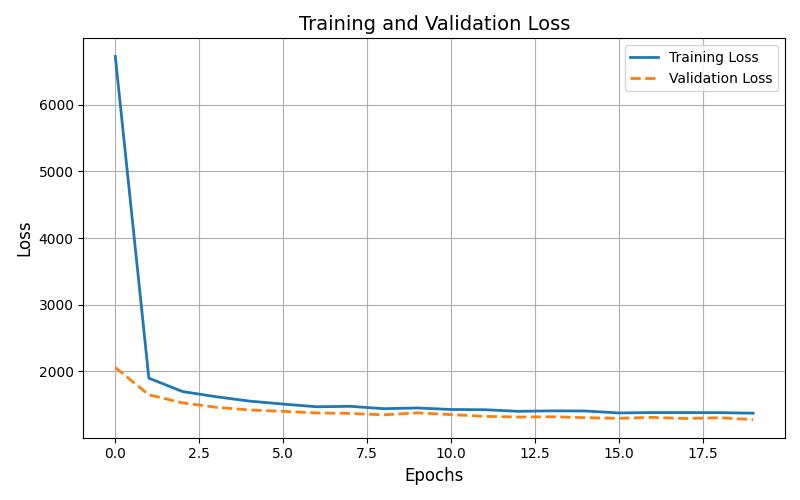 Training and Validation Loss
Training Loss
Validation Loss
6000
5000
4000
3000
2000
Loss
0.0 2.5 5.0 7.5 10.0 12.5 15.0 17.5
Epochs